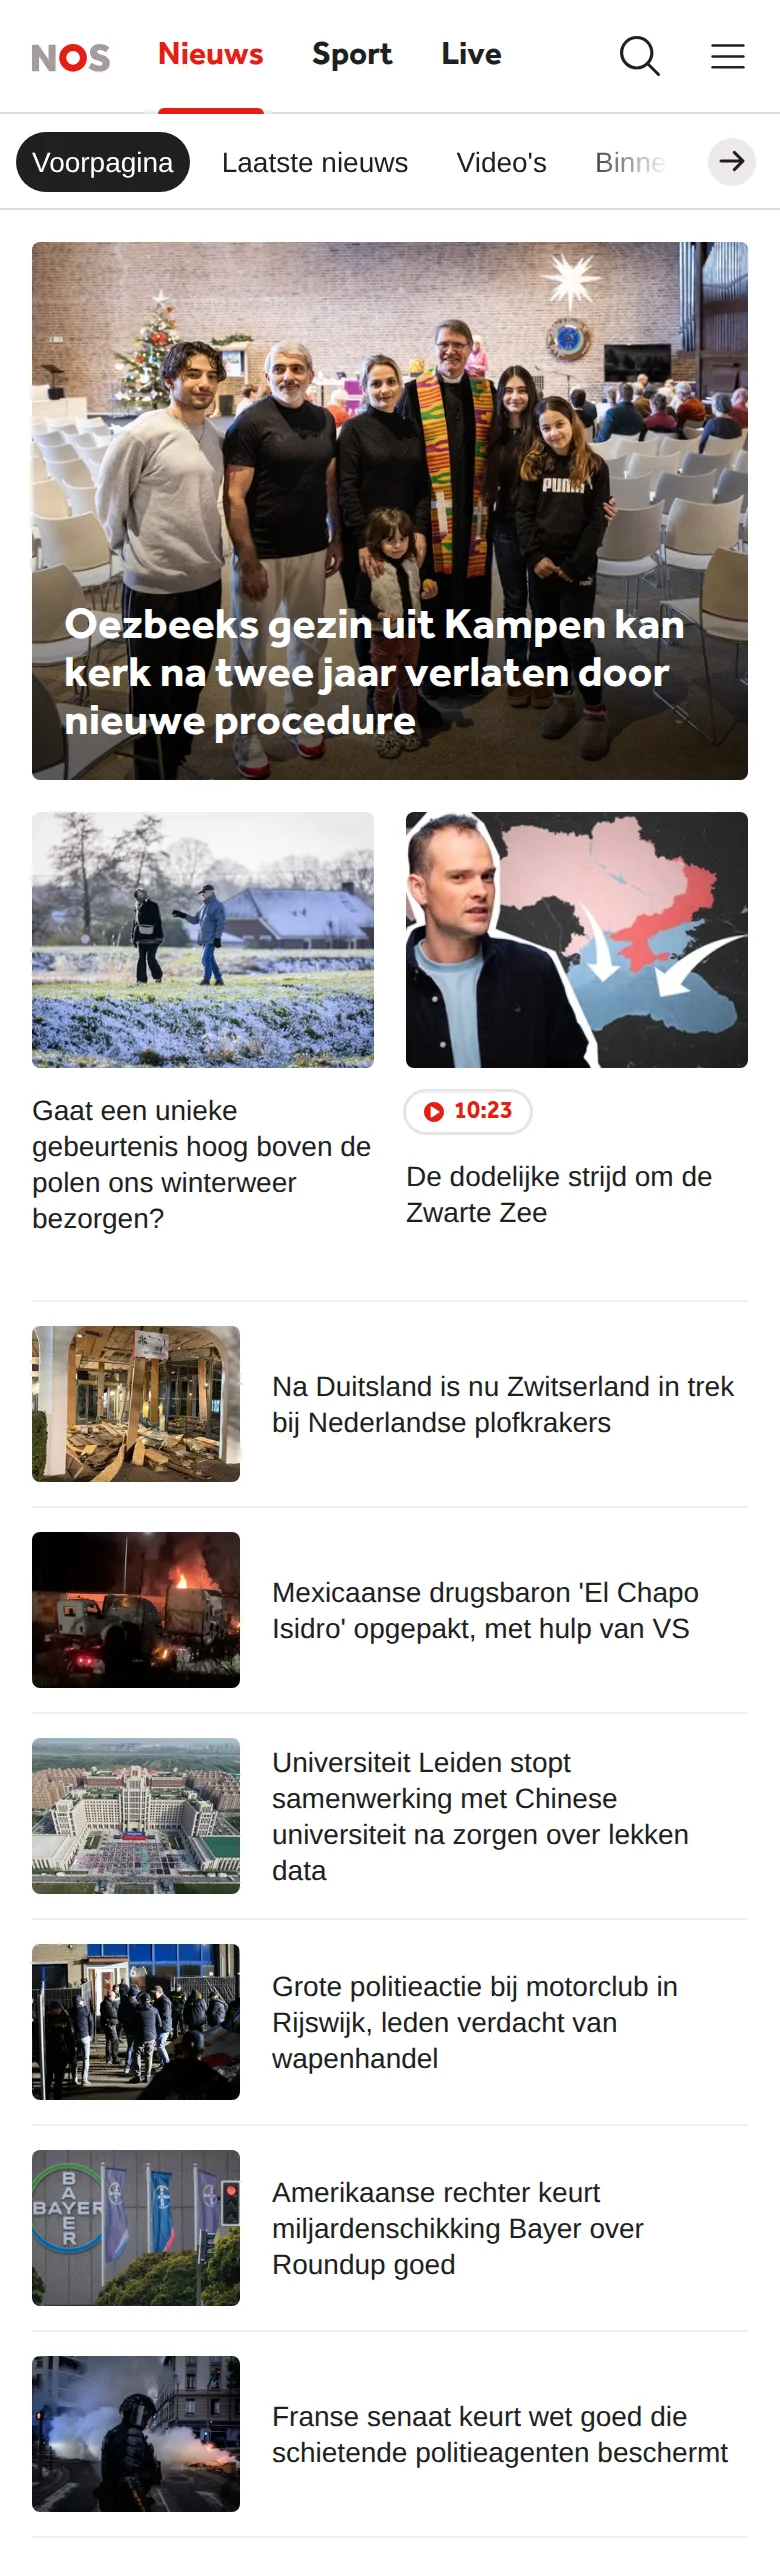 NOS
Nieuws
Sport
Live
Voorpagina
Laatste nieuws
Video's
Binne
PUMA
Oezbeeks gezin uit Kampen kan
kerk na twee jaar verlaten door
nieuwe procedure
Gaat een unieke
gebeurtenis hoog boven de
polen ons winterweer
bezorgen?
10:23
De dodelijke strijd om de
Zwarte Zee
Na Duitsland is nu Zwitserland in trek
bij Nederlandse plofkrakers
Mexicaanse drugsbaron 'El Chapo
Isidro' opgepakt, met hulp van VS
Universiteit Leiden stopt
samenwerking met Chinese
universiteit na zorgen over lekken
data
Grote politieactie bij motorclub in
Rijswijk, leden verdacht van
wapenhandel
BAYER
BAYER
Amerikaanse rechter keurt
miljardenschikking Bayer over
Roundup goed
Franse senaat keurt wet goed die
schietende politieagenten beschermt